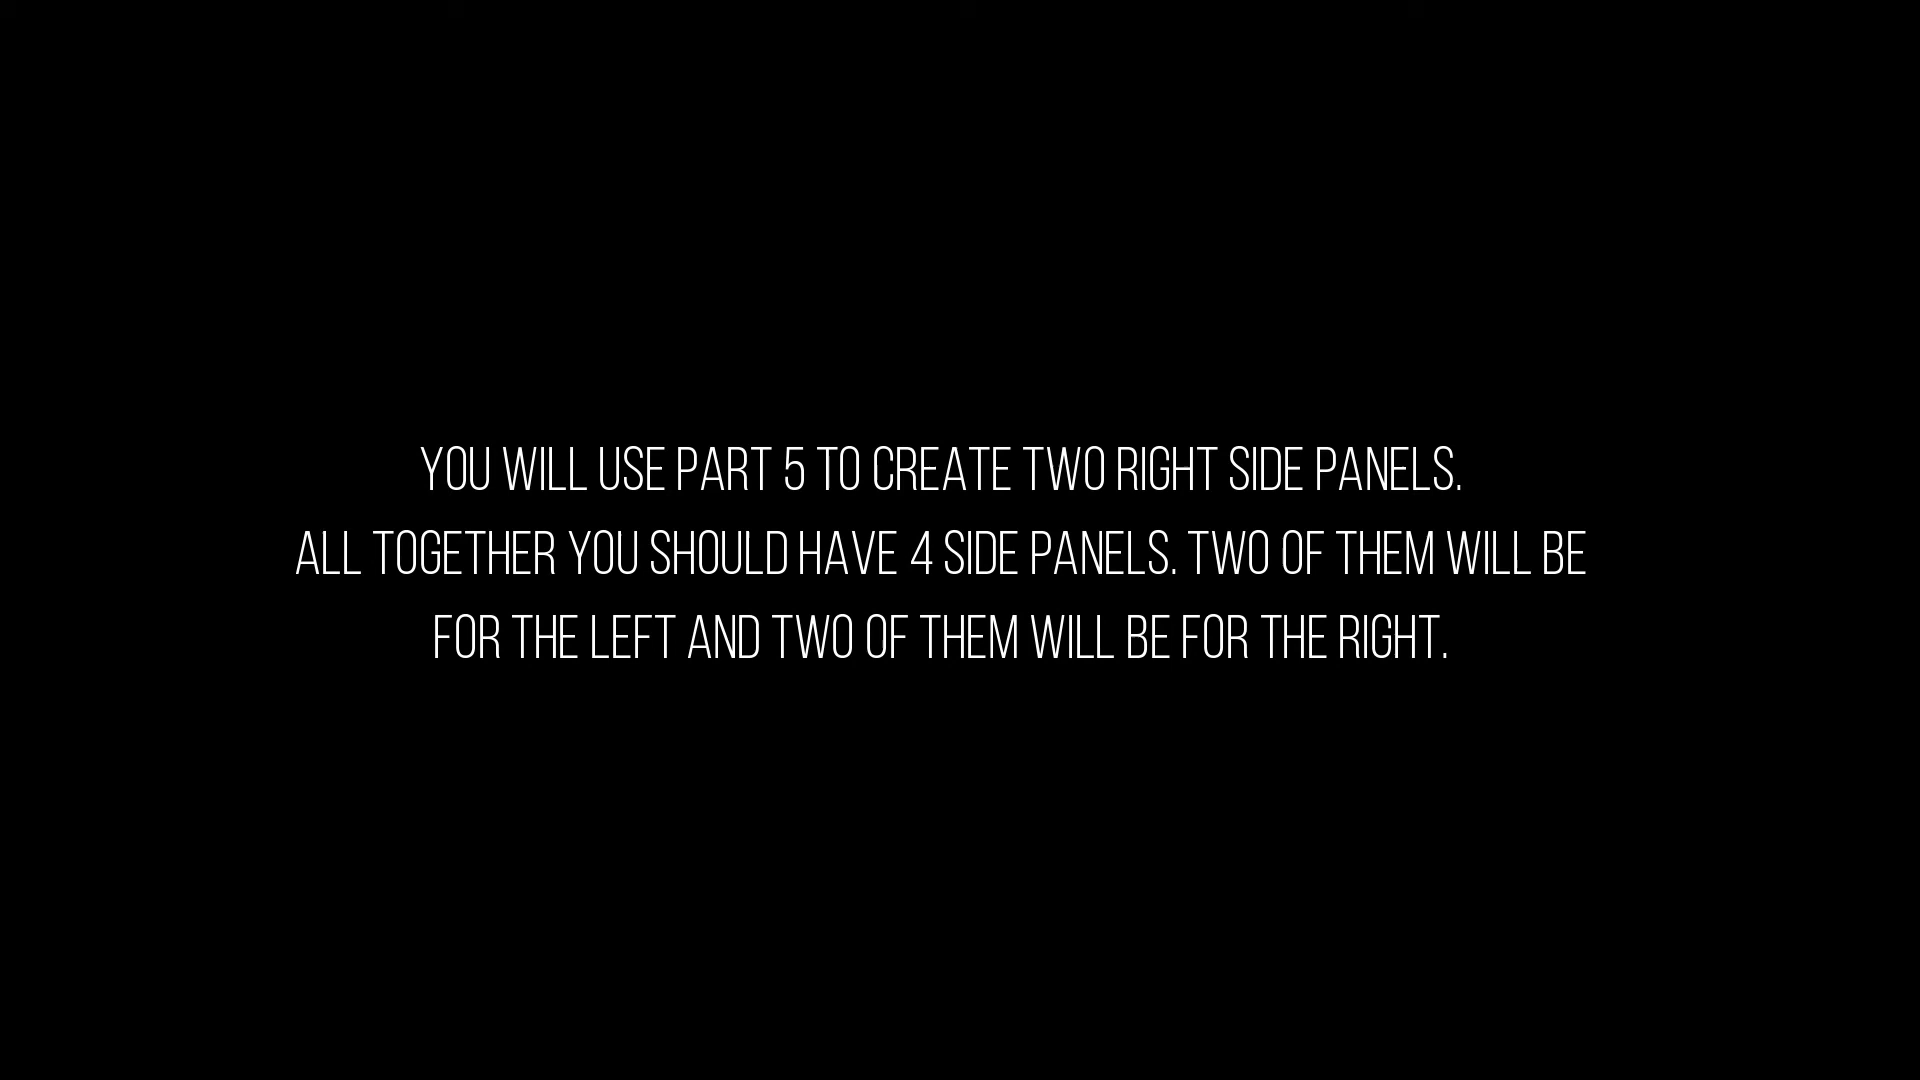 YOU WILL USE PART 5 TO CREATE TWO RIGHT SIDE PANELS.
ALL TOGETHER YOU SHOULD HAVE 4 SIDE PANELS. TWO OF THEM WILL BE
FOR THE LEFT AND TWO OF THEM WILL BE FOR THE RIGHT.